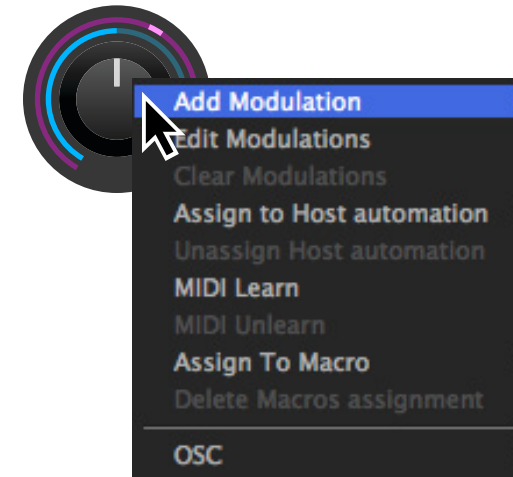 Add Modulation
Edit Modulations
Clear Modulations
Assign to Host automation
Unassign Host automation
MIDI Learn
MIDI Unlearn
Assign To Macro
Delete Macros assignment
OSC